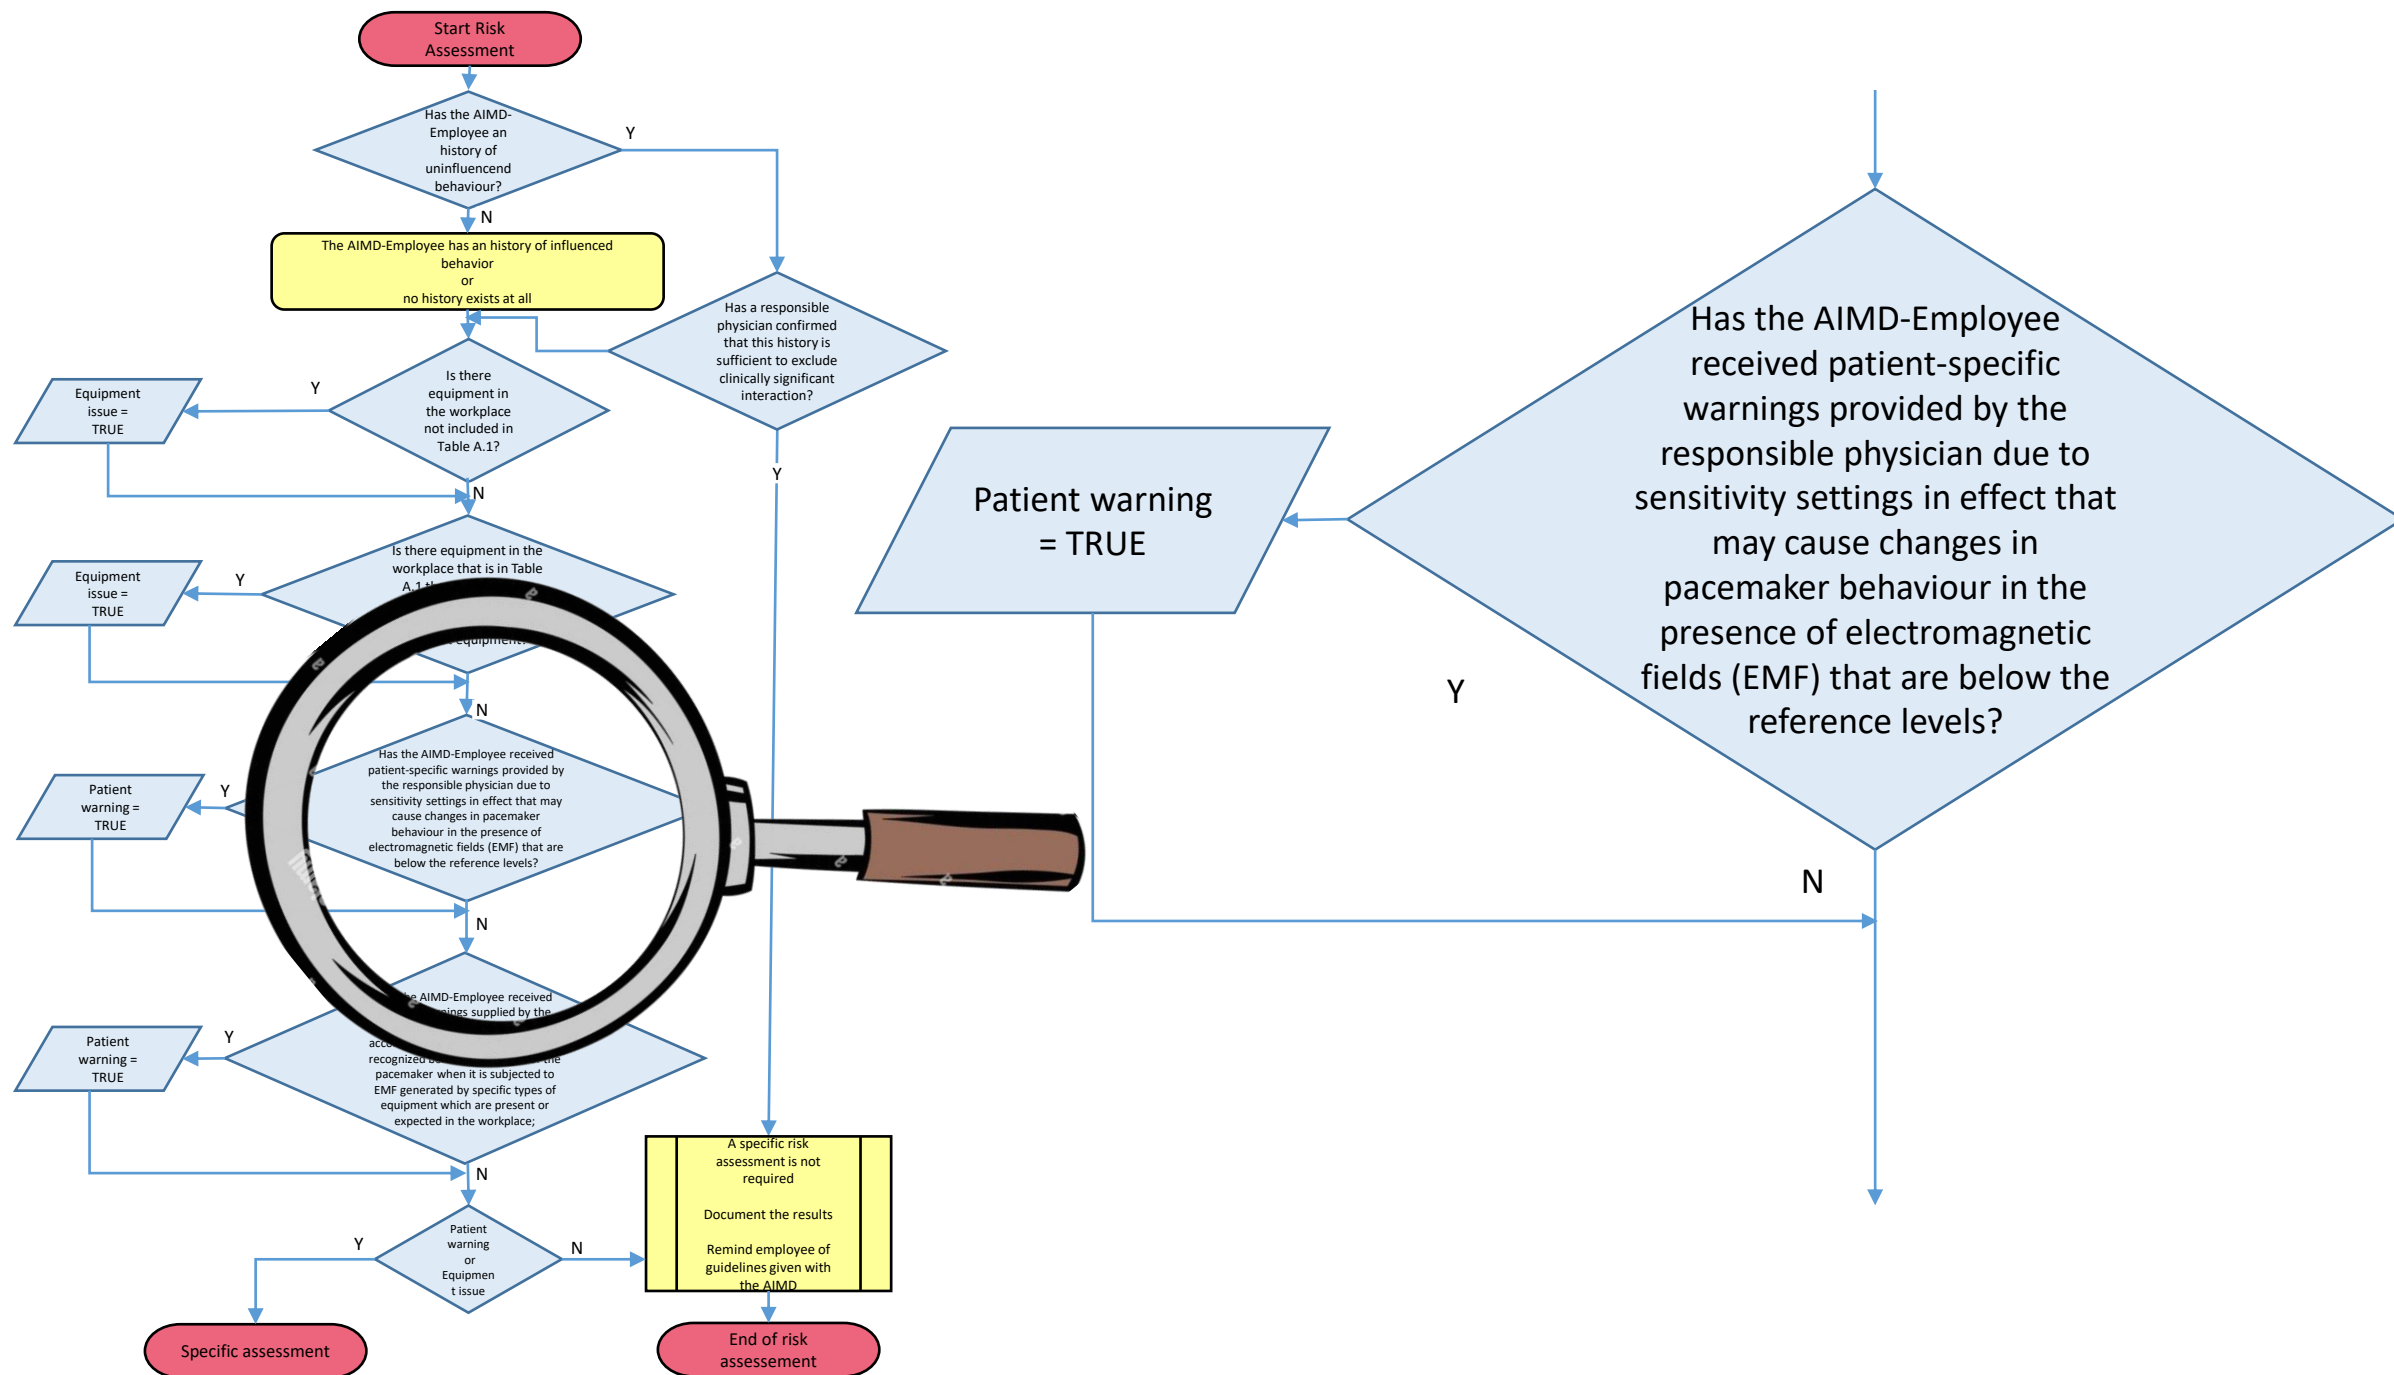 Start Risk
Assessment
Has the AIMD-
Employee an
history of
uninfluencend
behaviour?
Y
N
The AIMD-Employee has an history of influenced
behavior
or
no history exists at all
Has a responsible
physician confirmed
that this history is
sufficient to exclude
clinically significant
interaction?
Y
Is there
equipment in
the workplace
not included in
Table A.1?
Y
Equipment
issue =
TRUE
N
Is there equipment in the
workplace that is in Table
A.1
equipment
Y
Equipment
issue =
TRUE
N
Has the AIMD-Employee received
patient-specific warnings provided by
the responsible physician due to
sensitivity settings in effect that may
cause changes in pacemaker
behaviour in the presence of
electromagnetic fields (EMF) that are
below the reference levels?
Y
Patient
warning =
TRUE
N
AIMD-Employee received
supplied by the
recognized
pacemaker when it is subjected to
EMF generated by specific types of
equipment which are present or
expected in the workplace;
Y
Patient
warning =
TRUE
N
Patient
warning
or
Equipmen
t issue
Y
N
A specific risk
assessment is not
required
Document the results
Remind employee of
guidelines given with
the AIMD
Specific assessment
End of risk
assessement
Has the AIMD-Employee
received patient-specific
warnings provided by the
responsible physician due to
sensitivity settings in effect that
may cause changes in
pacemaker behaviour in the
presence of electromagnetic
fields (EMF) that are below the
reference levels?
Patient warning
= TRUE
Y
N